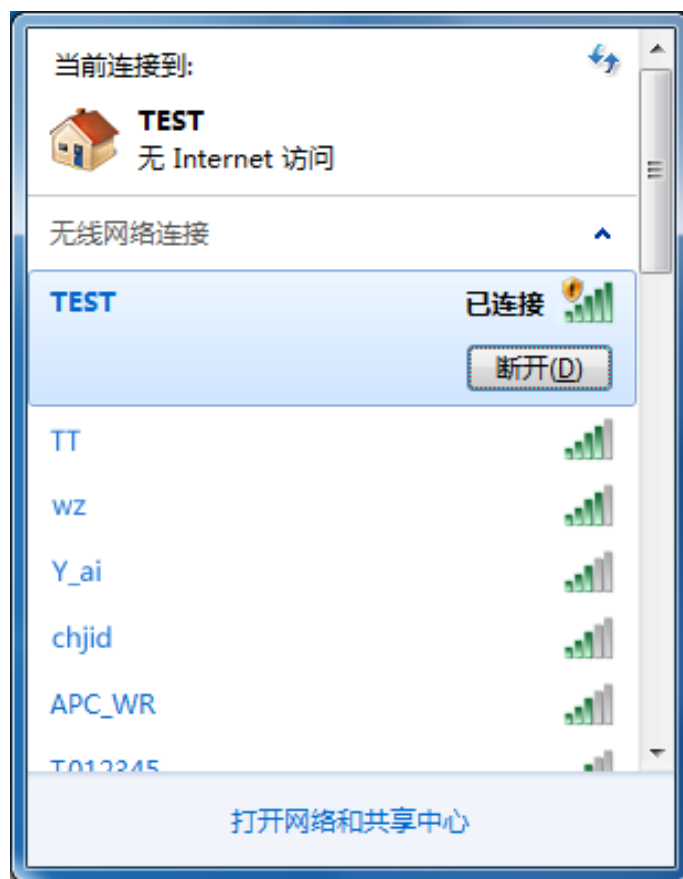 当前连接到:
TEST
无 Internet 访问
无线网络连接
TEST 已连接
断开(D)
TT
wz
Y_ai
chjid
APC_WR
T012345
打开网络和共享中心